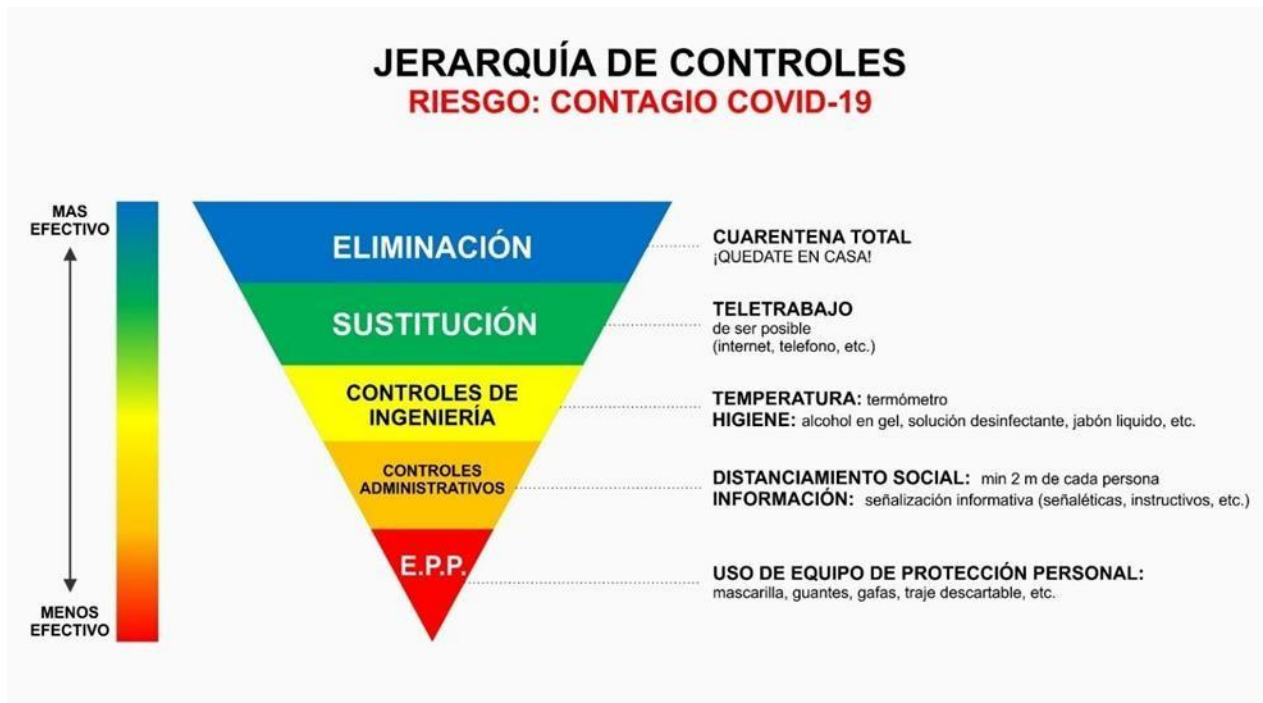 JERARQUÍA DE CONTROLES
RIESGO: CONTAGIO COVID-19
MAS
EFECTIVO
MENOS
EFECTIVO
ELIMINACIÓN
CUARENTENA TOTAL
¡QUEDATE EN CASA!
SUSTITUCIÓN
TELETRABAJO
de ser posible
(internet, telefono, etc.)
CONTROLES DE
INGENIERÍA
TEMPERATURA: termómetro
HIGIENE: alcohol en gel, solución desinfectante, jabón liquido, etc.
CONTROLES
ADMINISTRATIVOS
DISTANCIAMIENTO SOCIAL: min 2 m de cada persona
INFORMACIÓN: señalización informativa (señaléticas, instructivos, etc.)
E.P.P.
USO DE EQUIPO DE PROTECCIÓN PERSONAL:
mascarilla, guantes, gafas, traje descartable, etc.